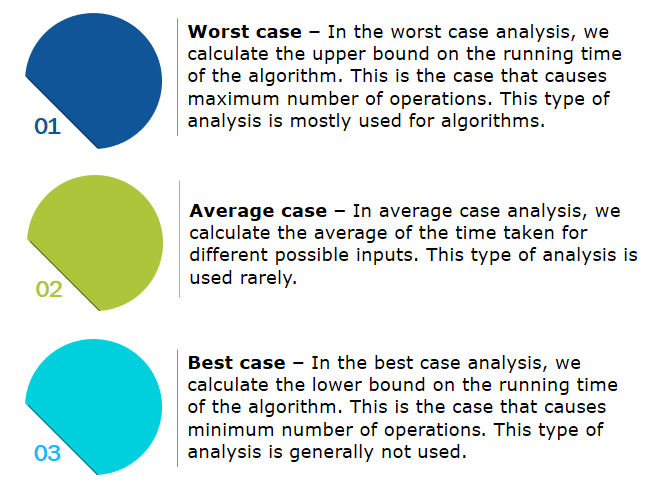 Worst case – In the worst case analysis, we
calculate the upper bound on the running time
of the algorithm. This is the case that causes
maximum number of operations. This type of
analysis is mostly used for algorithms.
01
Average case – In average case analysis, we
calculate the average of the time taken for
different possible inputs. This type of analysis is
used rarely.
02
Best case – In the best case analysis, we
calculate the lower bound on the running time
of the algorithm. This is the case that causes
minimum number of operations. This type of
analysis is generally not used.
03